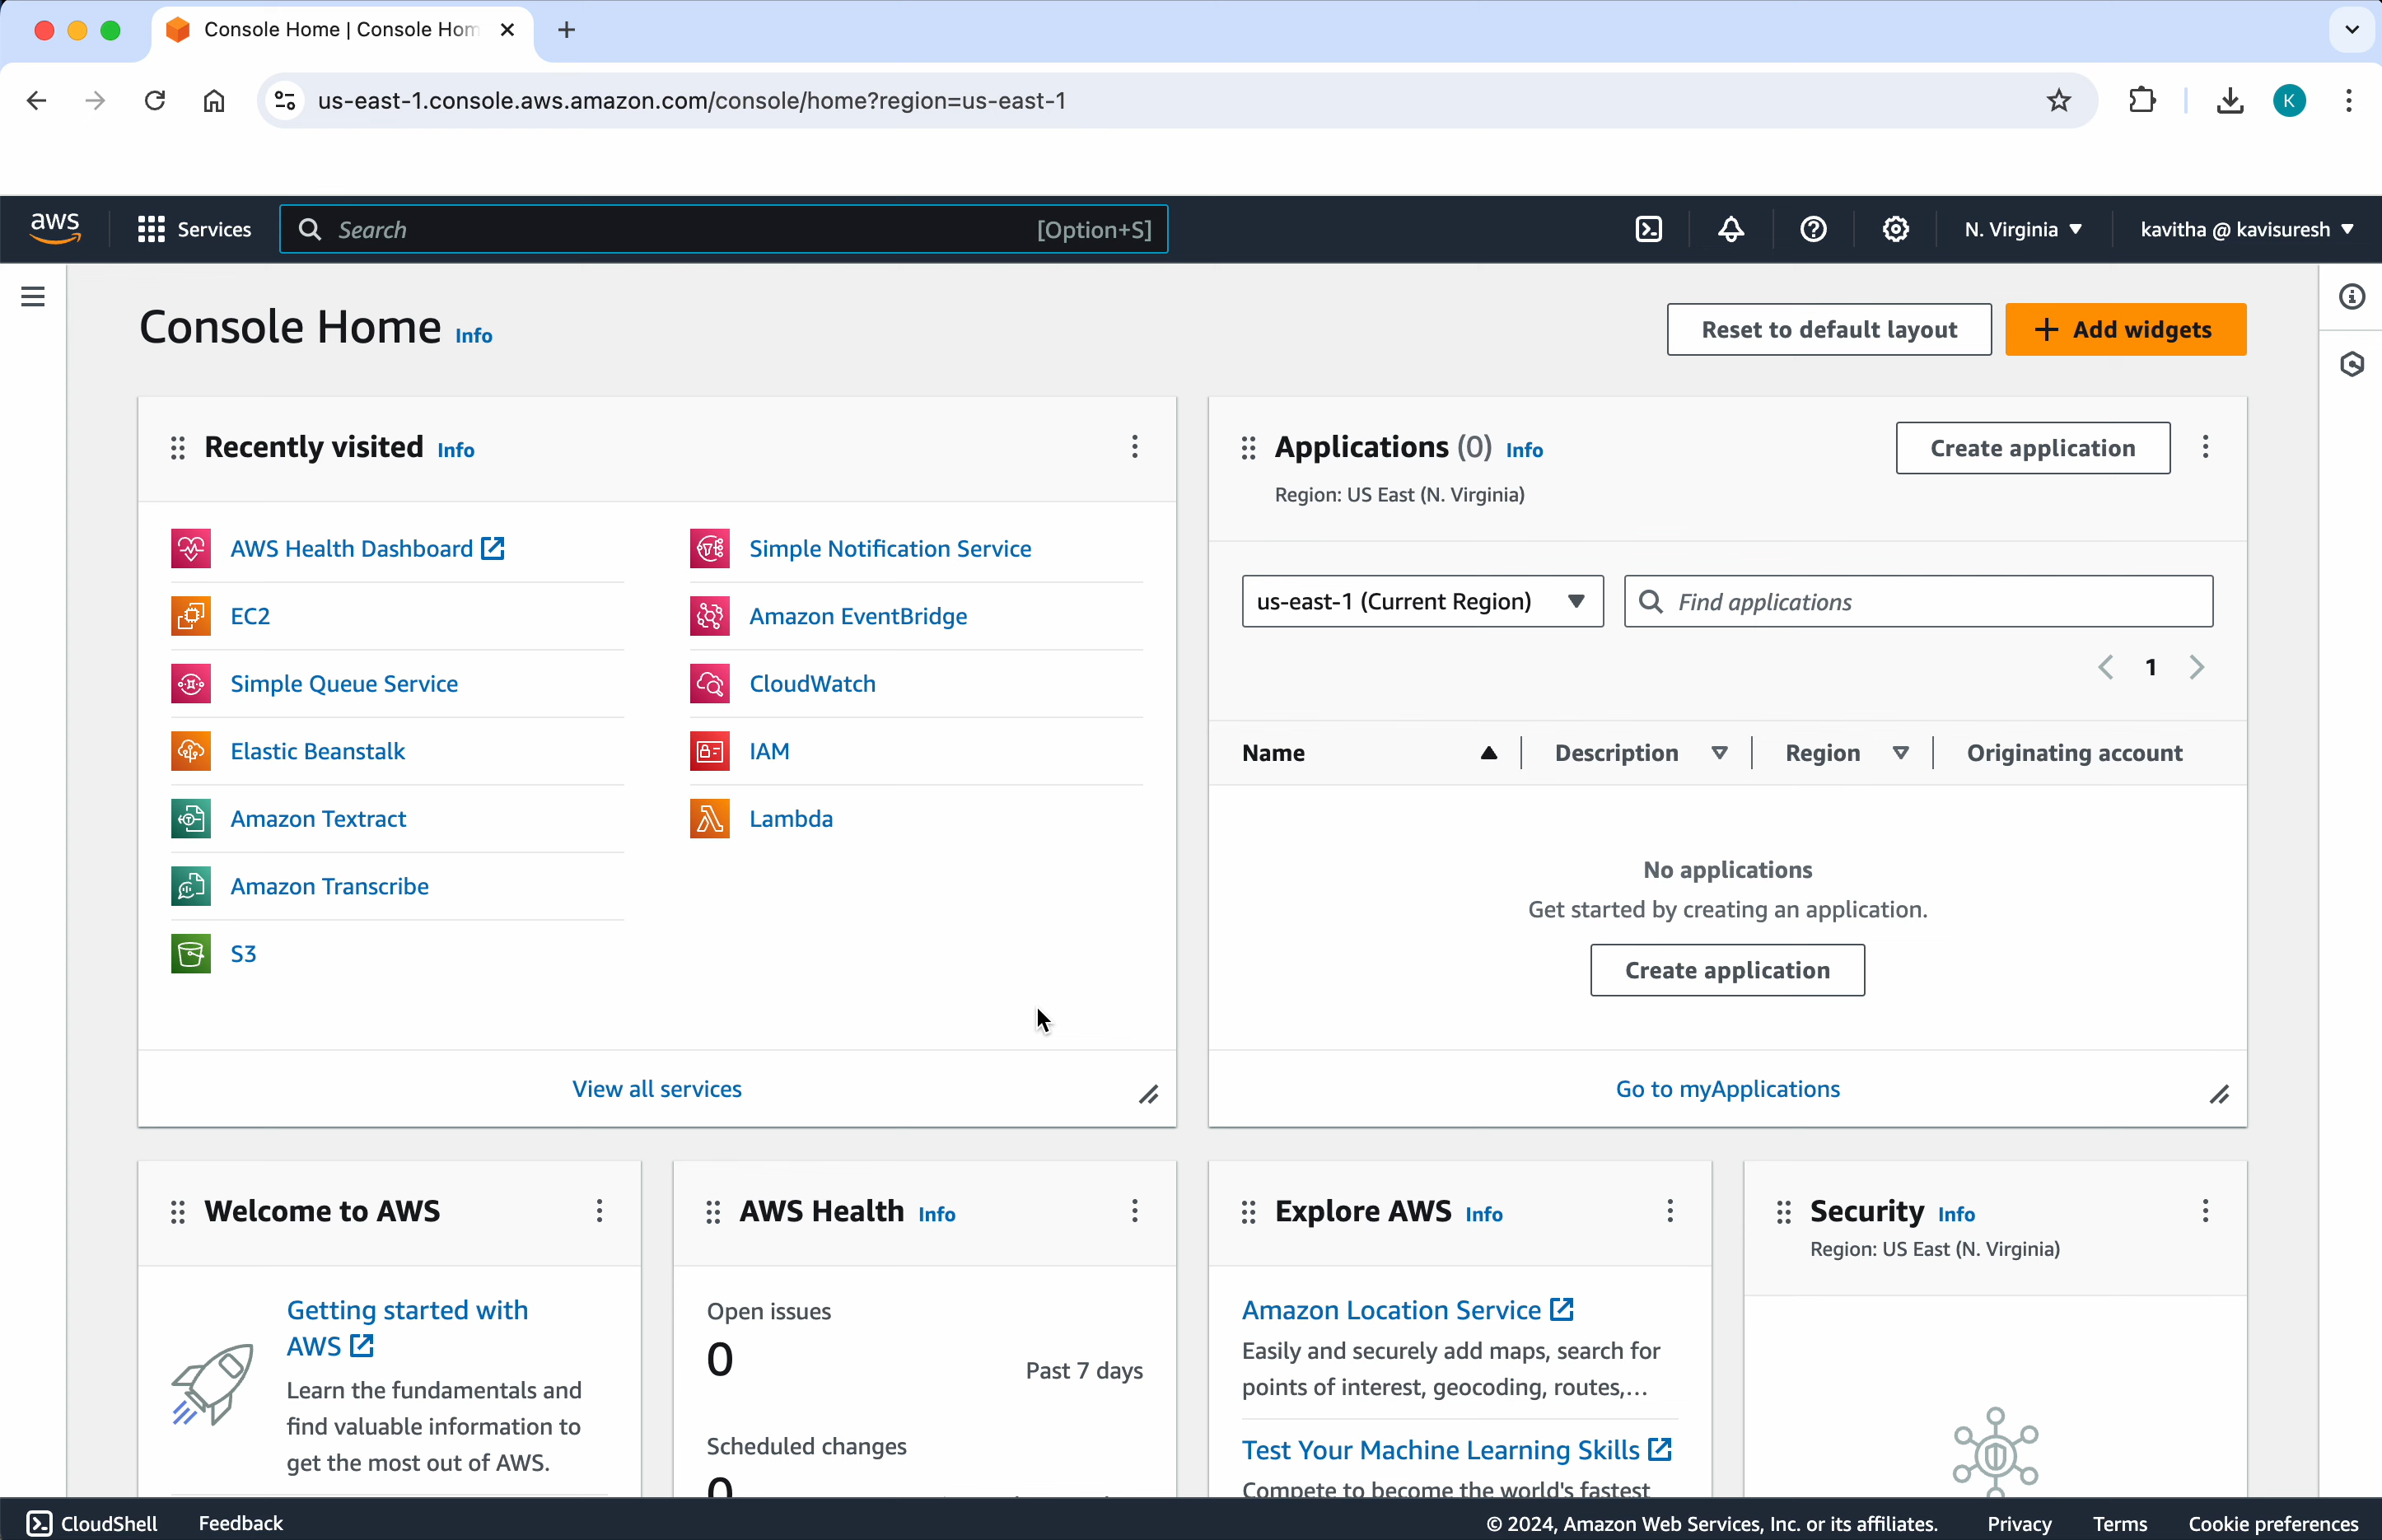 Console Home | Console Hom
us-east-1.console.aws.amazon.com/console/home?region=us-east-1
K
aws
Services
Search
[Option+S]
N. Virginia
kavitha @ kavisuresh
Console Home Info
Reset to default layout
Add widgets
Recently visited Info
AWS Health Dashboard
EC2
Simple Queue Service
Elastic Beanstalk
Amazon Textract
Amazon Transcribe
S3
Simple Notification Service
Amazon EventBridge
CloudWatch
IAM
Lambda
View all services
Applications (0) Info
Region: US East (N. Virginia)
Create application
us-east-1 (Current Region)
Find applications
1
Name
Description
Region
Originating account
No applications
Get started by creating an application.
Create application
Go to myApplications
Welcome to AWS
Getting started with
AWS
Learn the fundamentals and
find valuable information to
get the most out of AWS.
AWS Health Info
Open issues
0
Past 7 days
Scheduled changes
0
Explore AWS Info
Amazon Location Service
Easily and securely add maps, search for
points of interest, geocoding, routes,...
Test Your Machine Learning Skills
Compete to become the world's fastest
Security Info
Region: US East (N. Virginia)
CloudShell
Feedback
© 2024, Amazon Web Services, Inc. or its affiliates.
Privacy
Terms
Cookie preferences